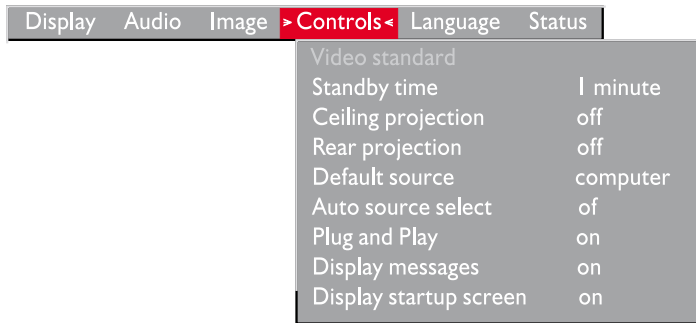 Display Audio Image >Controls< Language Status
Video standard
Standby time 1 minute
Ceiling projection off
Rear projection off
Default source computer
Auto source select of
Plug and Play on
Display messages on
Display startup screen on